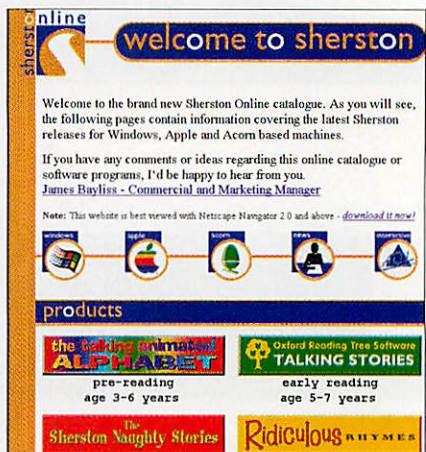 sherston online
welcome to sherston
Welcome to the brand new Sherston Online catalogue. As you will see,
the following pages contain information covering the latest Sherston
releases for Windows, Apple and Acorn based machines.
If you have any comments or ideas regarding this online catalogue or
software programs, I'd be happy to hear from you.
James Bayliss - Commercial and Marketing Manager
Note: This website is best viewed with Netscape Navigator 2.0 and above - download it now!
windows apple acorn news interactive
products
the talking animated
ALPHABET
pre-reading
age 3-6 years
Oxford Reading Tree Software
TALKING STORIES
early reading
age 5-7 years
The
Sherston Naughty Stories
Ridiculous RHYMES